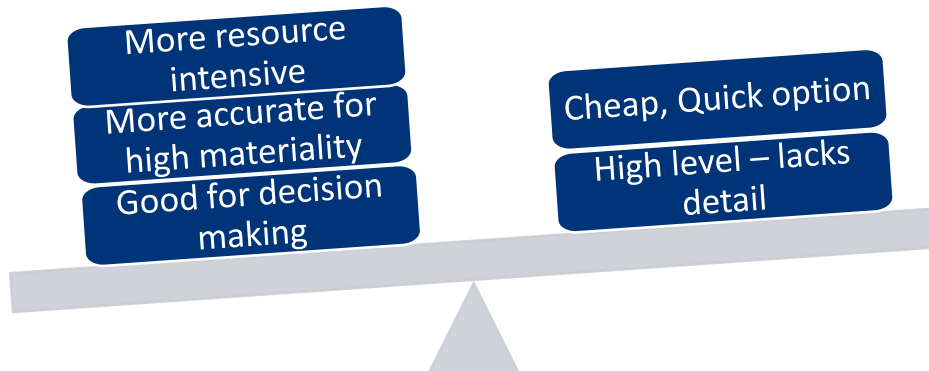 More resource
intensive
More accurate for
high materiality
Good for decision
making
Cheap, Quick option
High level – lacks
detail